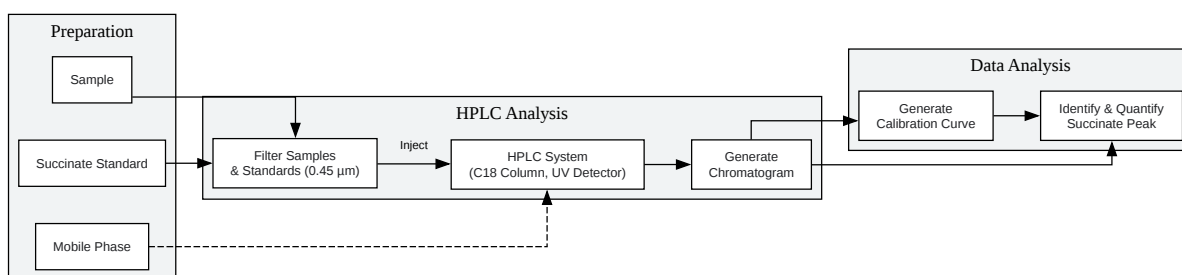 Preparation
Sample
Succinate Standard
Mobile Phase
HPLC Analysis
Filter Samples
& Standards (0.45 µm)
Inject
HPLC System
(C18 Column, UV Detector)
Generate
Chromatogram
Data Analysis
Generate
Calibration Curve
Identify & Quantify
Succinate Peak